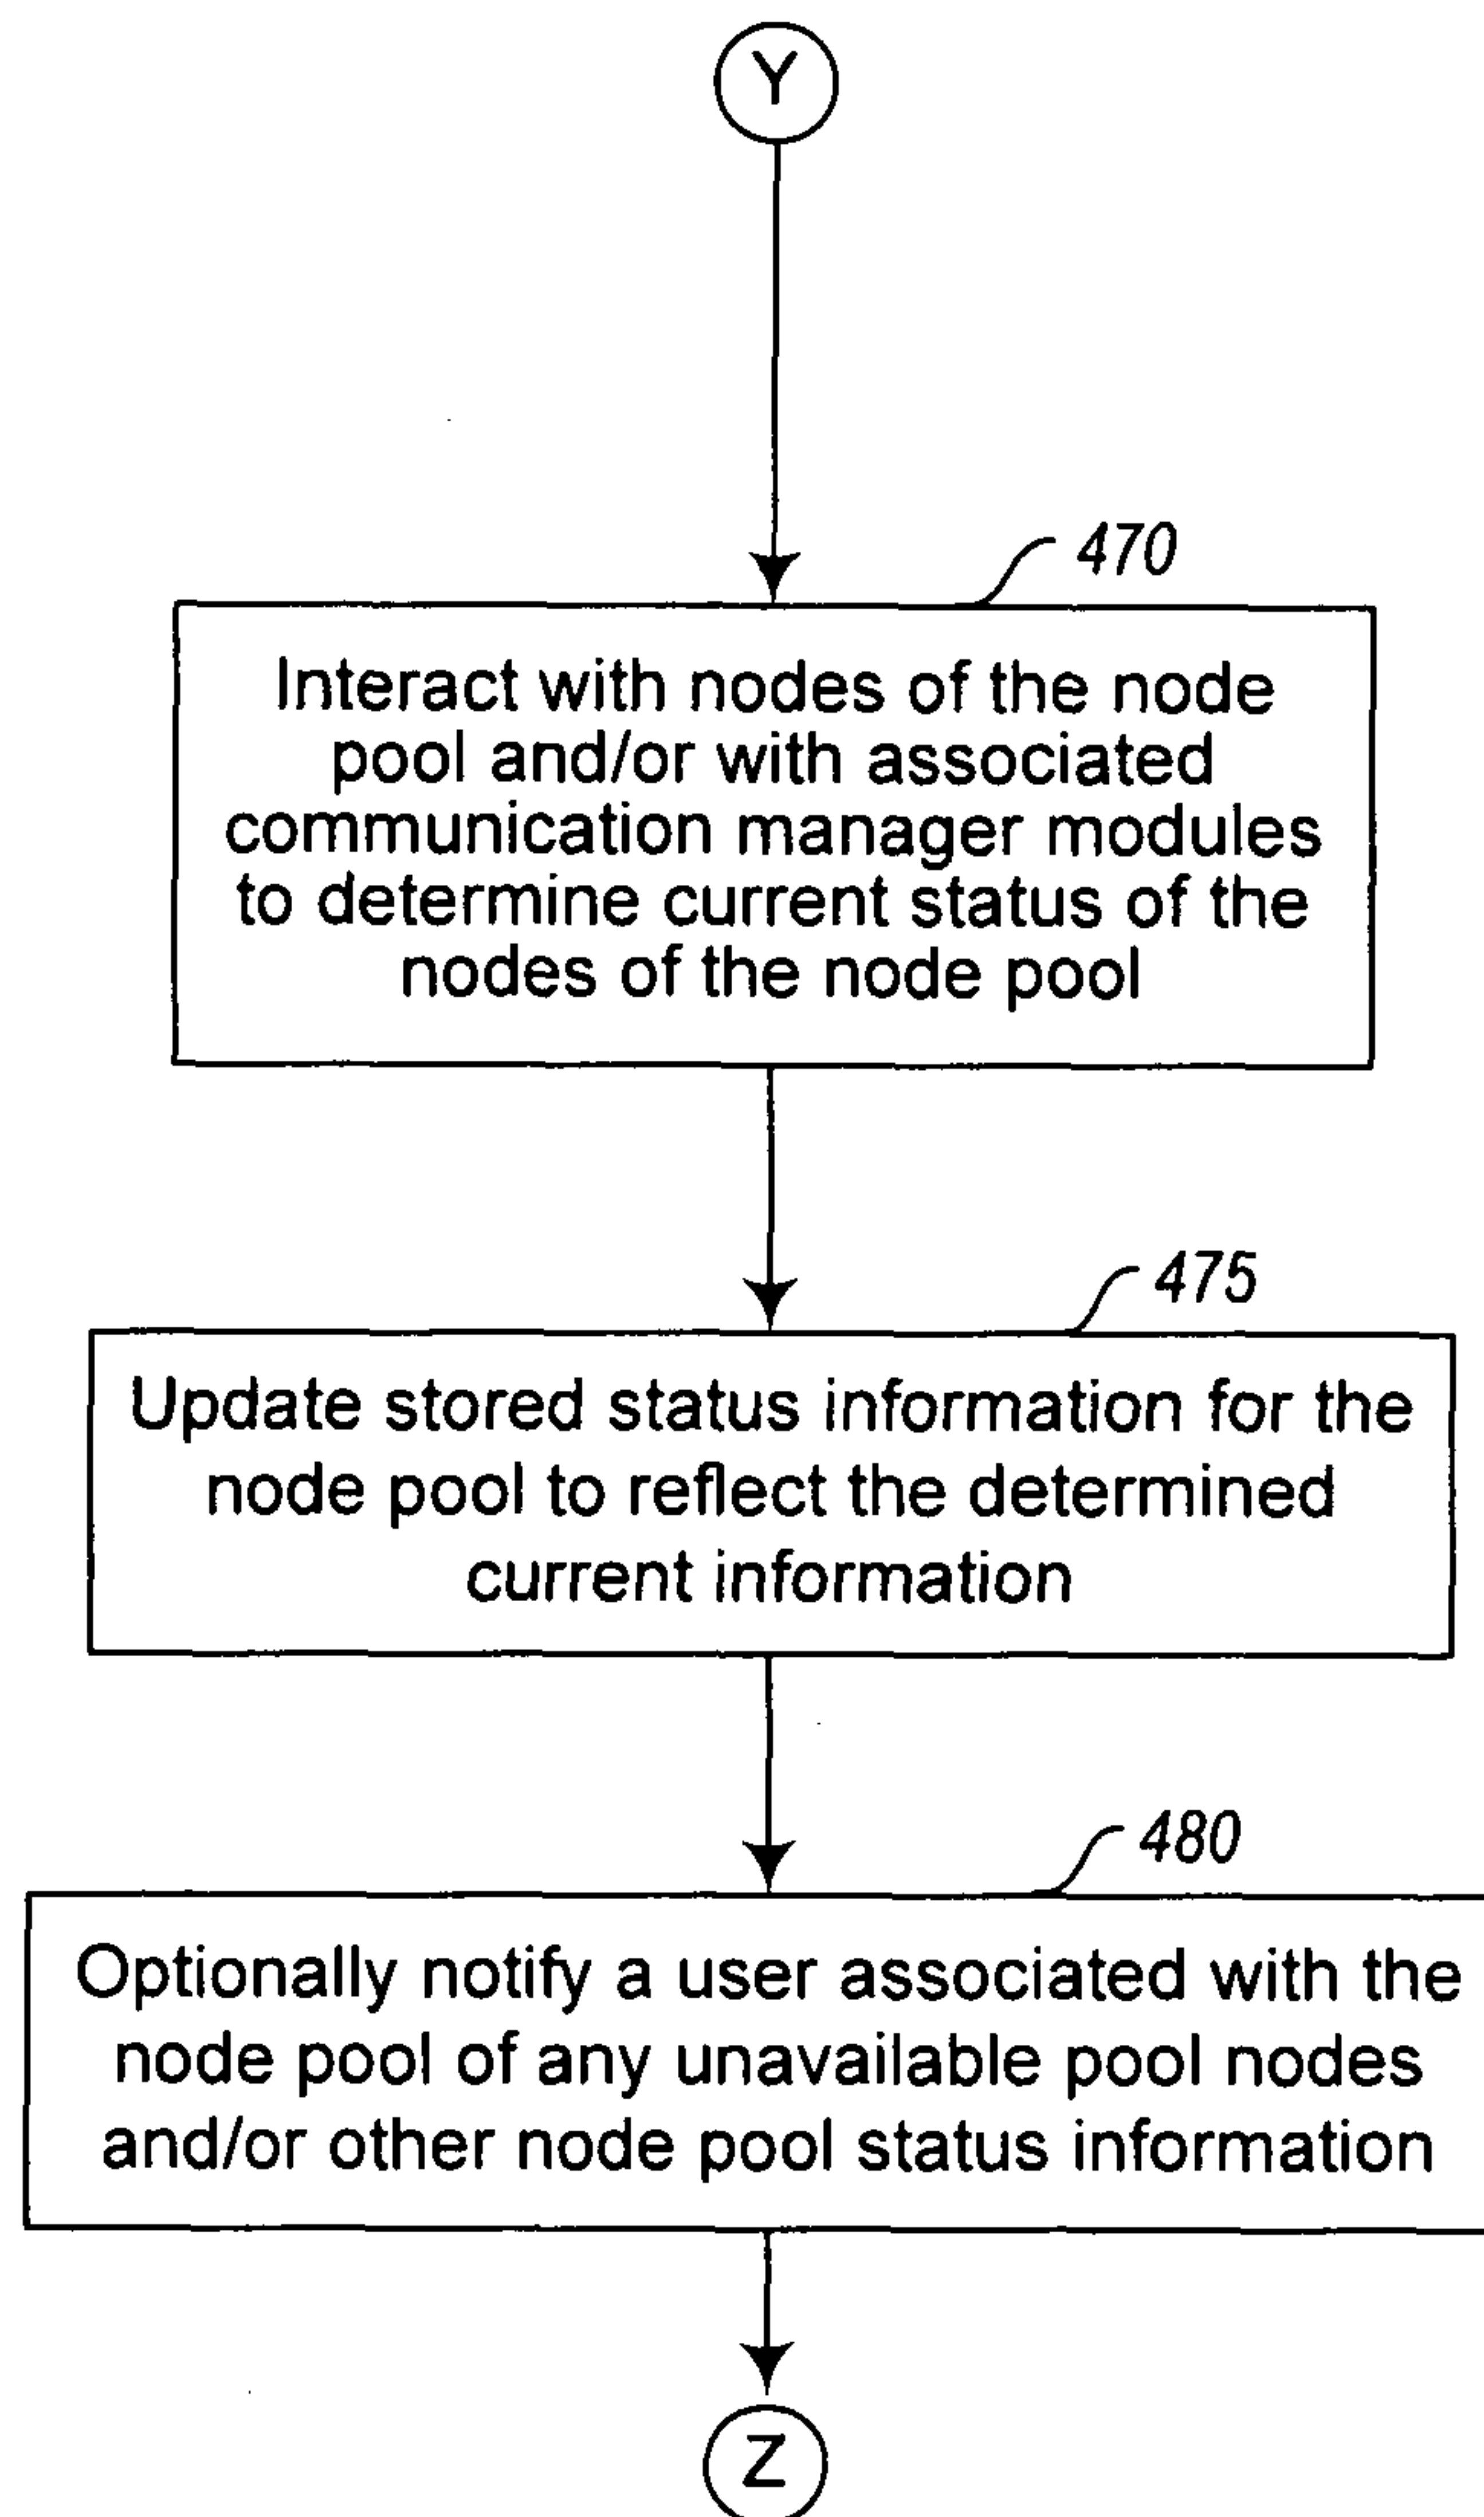 Y
470
Interact with nodes of the node
pool and/or with associated
communication manager modules
to determine current status of the
nodes of the node pool
475
Update stored status information for the
node pool to reflect the determined
current information
480
Optionally notify a user associated with the
node pool of any unavailable pool nodes
and/or other node pool status information
Z